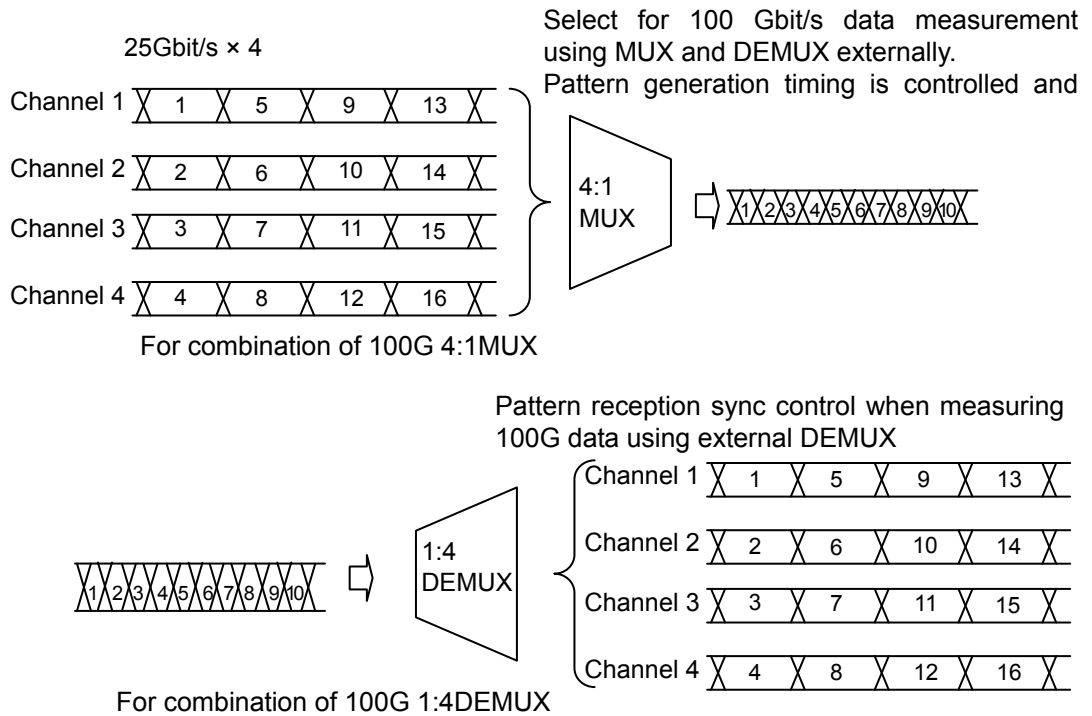 25Gbit/s × 4
Select for 100 Gbit/s data measurement
using MUX and DEMUX externally.
Pattern generation timing is controlled and
Channel 1 1 5 9 13
Channel 2 2 6 10 14
Channel 3 3 7 11 15
Channel 4 4 8 12 16
4:1
MUX
1 2 3 4 5 6 7 8 9 10
For combination of 100G 4:1MUX
Pattern reception sync control when measuring
100G data using external DEMUX
1 2 3 4 5 6 7 8 9 10
1:4
DEMUX
Channel 1 1 5 9 13
Channel 2 2 6 10 14
Channel 3 3 7 11 15
Channel 4 4 8 12 16
For combination of 100G 1:4DEMUX